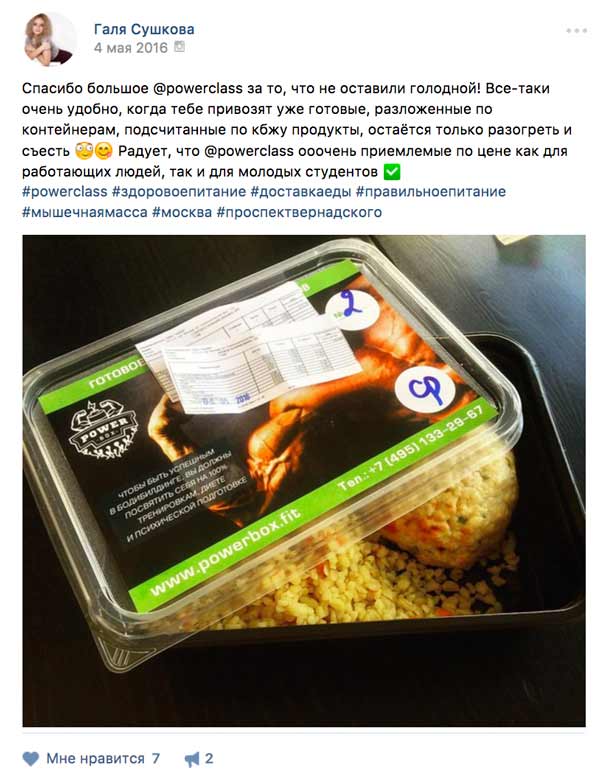 Галя Сушкова
4 мая 2016
Спасибо большое @powerclass за то, что не оставили голодной! Все-таки
очень удобно, когда тебе привозят уже готовые, разложенные по
контейнерам, подсчитанные по кбжу продукты, остаётся только разогреть и
съесть 😳😋 Радует, что @powerclass ооочень приемлемые по цене как для
работающих людей, так и для молодых студентов ✅
#powerclass #здоровоепитание #доставкаеды #правильноепитание
#мышечнаямасса #москва #проспектвернадского
ГОТОВОЕ
2
СР
2016
POWER
BOX
ЧТОБЫ БЫТЬ УСПЕШНЫМ
В БОДИБИЛДИНГЕ, ВЫ ДОЛЖНЫ
ПОСВЯТИТЬ СЕБЯ НА 100%
ТРЕНИРОВКАМ, ДИЕТЕ
И ПСИХИЧЕСКОЙ ПОДГОТОВКЕ
www.powerbox.fit
Тел.: +7 (495) 133-29-67
Мне нравится 7
2